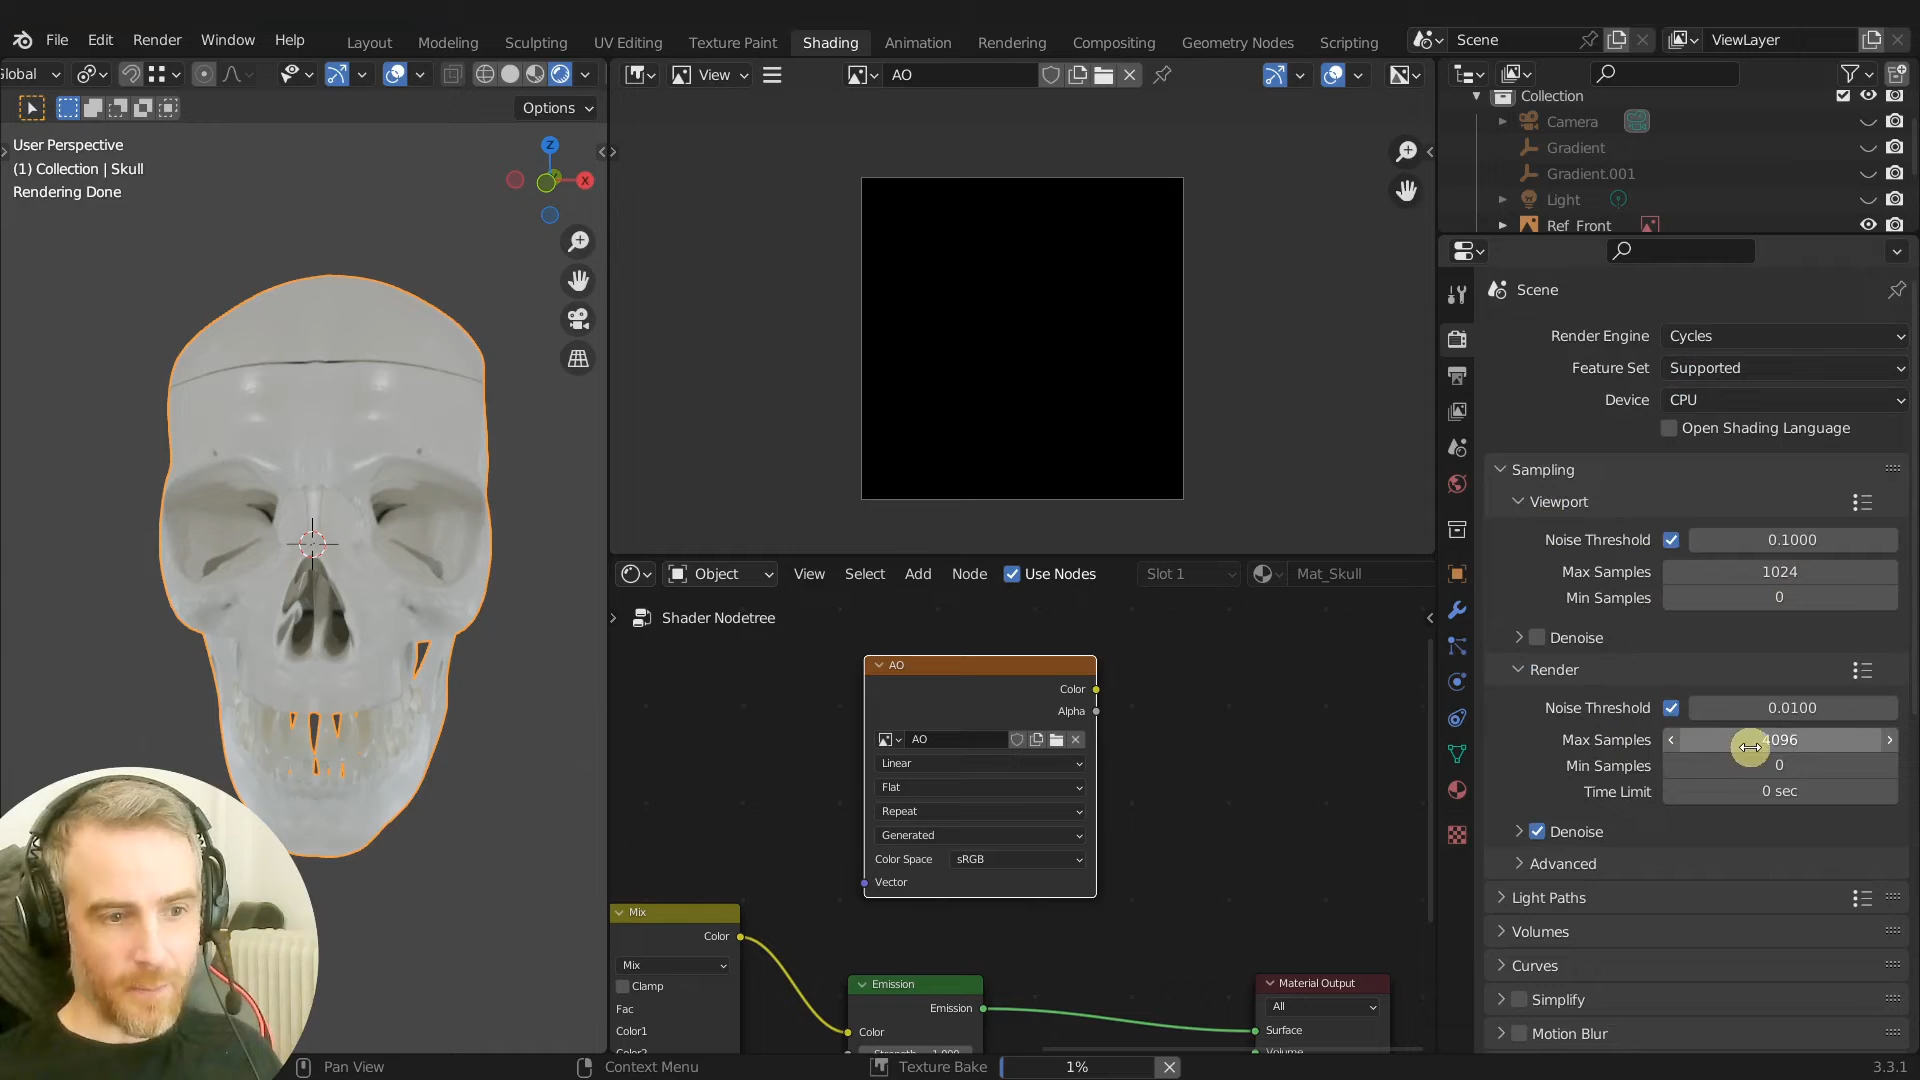 File Edit Render Window Help
Layout Modeling Sculpting UV Editing Texture Paint Shading Animation Rendering Compositing Geometry Nodes Scripting
Scene
ViewLayer
View
AO
Options
User Perspective
(1) Collection | Skull
Rendering Done
Z
X
Collection
Camera
Gradient
Gradient.001
Light
Ref_Front
Scene
Render Engine Cycles
Feature Set Supported
Device CPU
Open Shading Language
Sampling
Viewport
Noise Threshold 0.1000
Max Samples 1024
Min Samples 0
Denoise
Render
Noise Threshold 0.0100
Max Samples 4096
Min Samples 0
Time Limit 0 sec
Denoise
Advanced
Light Paths
Volumes
Curves
Simplify
Motion Blur
Object View Select Add Node Use Nodes Slot 1 Mat_Skull
Shader Nodetree
AO
Color
Alpha
AO
Linear
Flat
Repeat
Generated
Color Space sRGB
Vector
Mix
Color
Mix
Clamp
Fac
Color1
Color2
Emission
Emission
Color
Strength 1.000
Material Output
All
Surface
Volume
Pan View
Context Menu
Texture Bake 1%
3.3.1